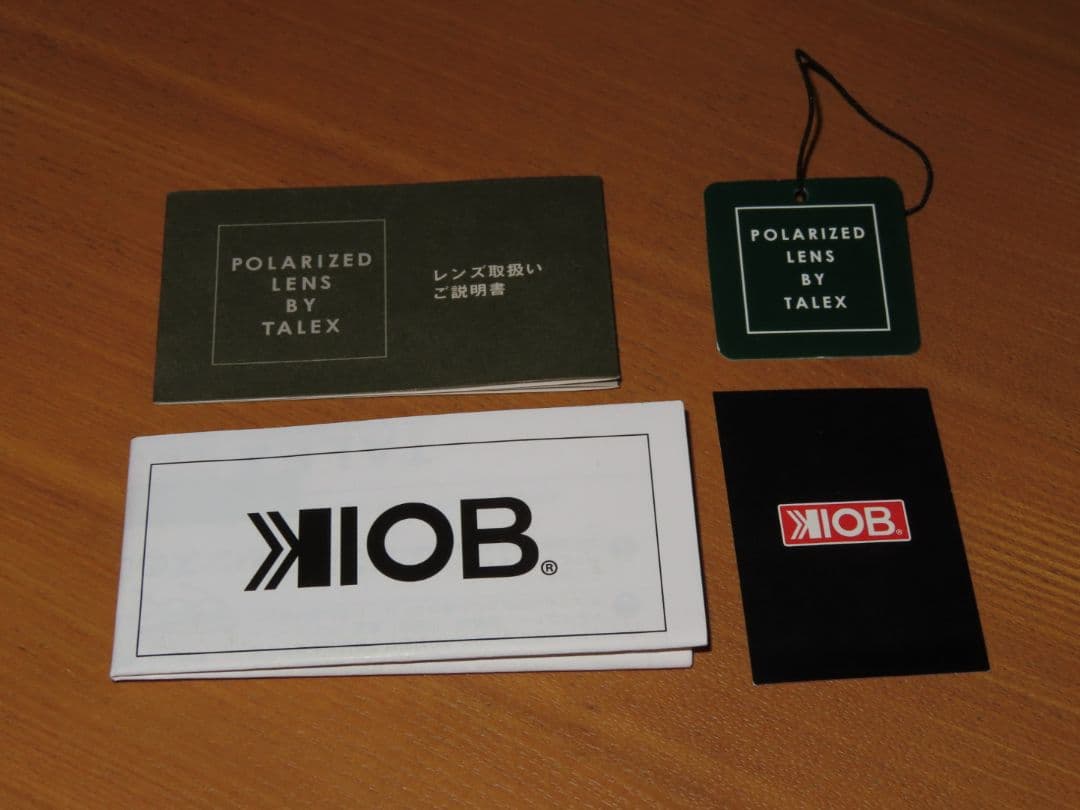 POLARIZED
LENS
BY
TALEX
レンズ取扱い
ご説明書
POLARIZED
LENS
BY
TALEX
KIOB®
KIOB®